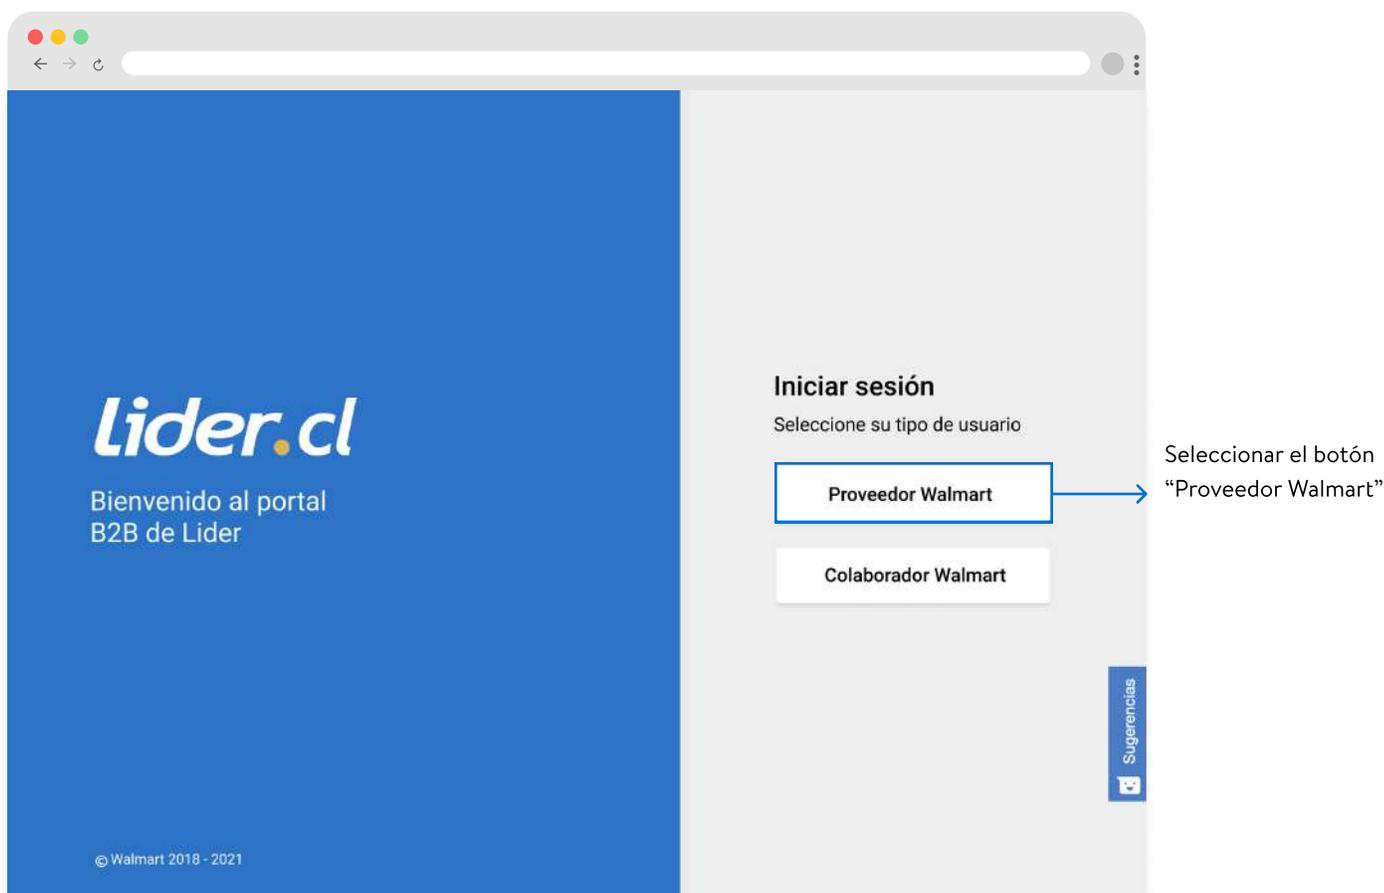 lider.cl
Bienvenido al portal
B2B de Lider
© Walmart 2018 - 2021
Iniciar sesión
Seleccione su tipo de usuario
Proveedor Walmart
Colaborador Walmart
Sugerencias
Seleccionar el botón
“Proveedor Walmart”